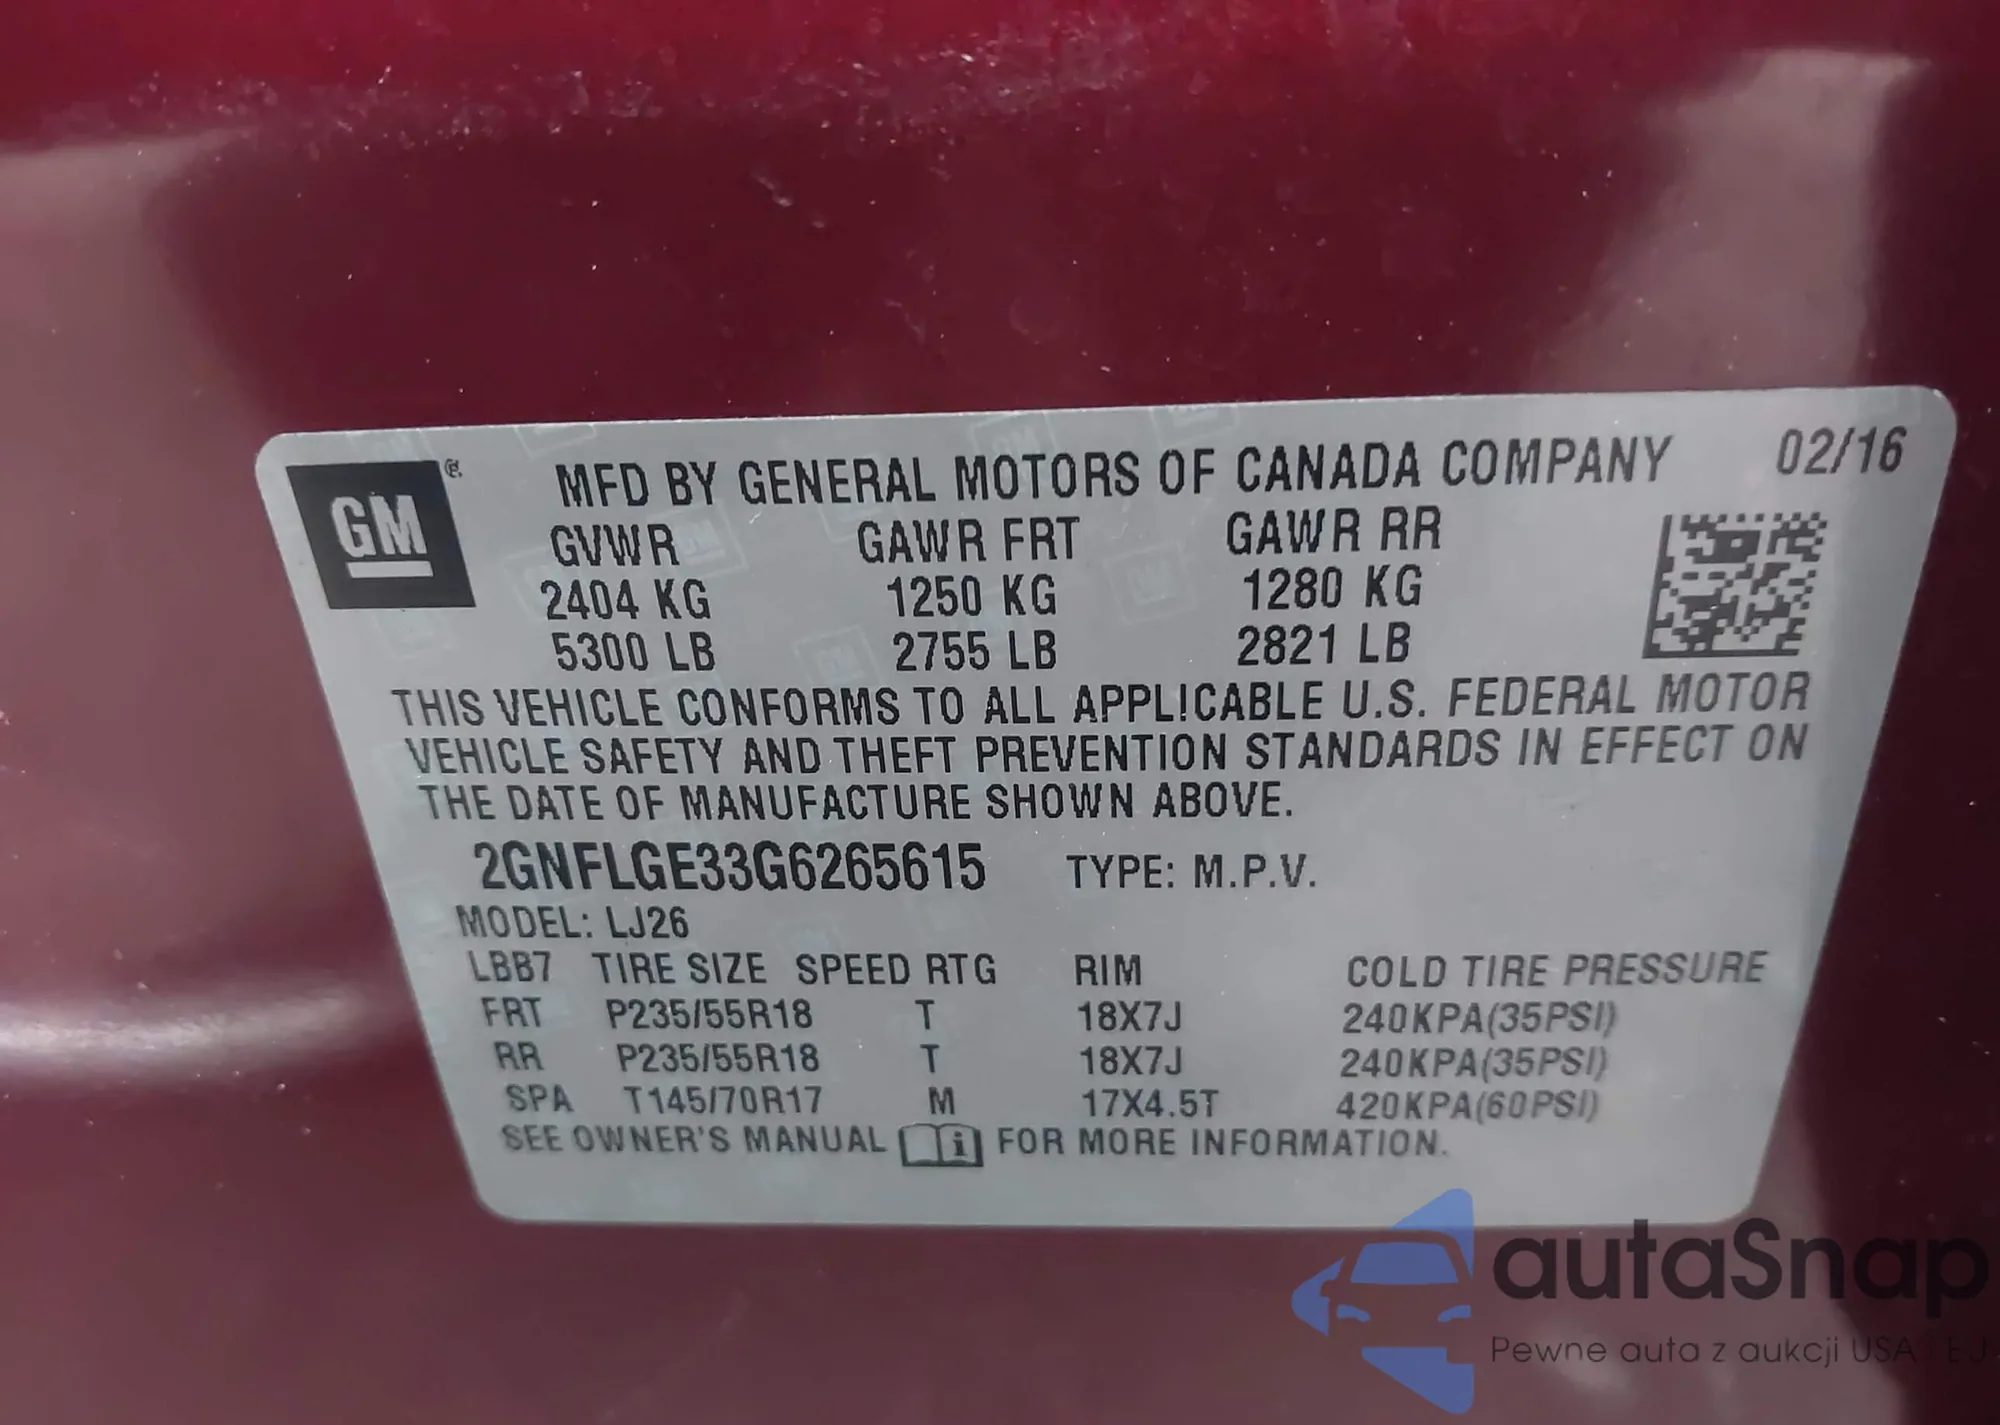 GM ®
MFD BY GENERAL MOTORS OF CANADA COMPANY 02/16
GVWR GAWR FRT GAWR RR
2404 KG 1250 KG 1280 KG
5300 LB 2755 LB 2821 LB
THIS VEHICLE CONFORMS TO ALL APPLICABLE U.S. FEDERAL MOTOR
VEHICLE SAFETY AND THEFT PREVENTION STANDARDS IN EFFECT ON
THE DATE OF MANUFACTURE SHOWN ABOVE.
2GNFLGE33G6265615 TYPE: M.P.V.
MODEL: LJ26
LBB7 TIRE SIZE SPEED RTG RIM COLD TIRE PRESSURE
FRT P235/55R18 T 18X7J 240KPA(35PSI)
RR P235/55R18 T 18X7J 240KPA(35PSI)
SPA T145/70R17 M 17X4.5T 420KPA(60PSI)
SEE OWNER'S MANUAL i FOR MORE INFORMATION.
autaSnap
Pewne auta z aukcji USA i EJ